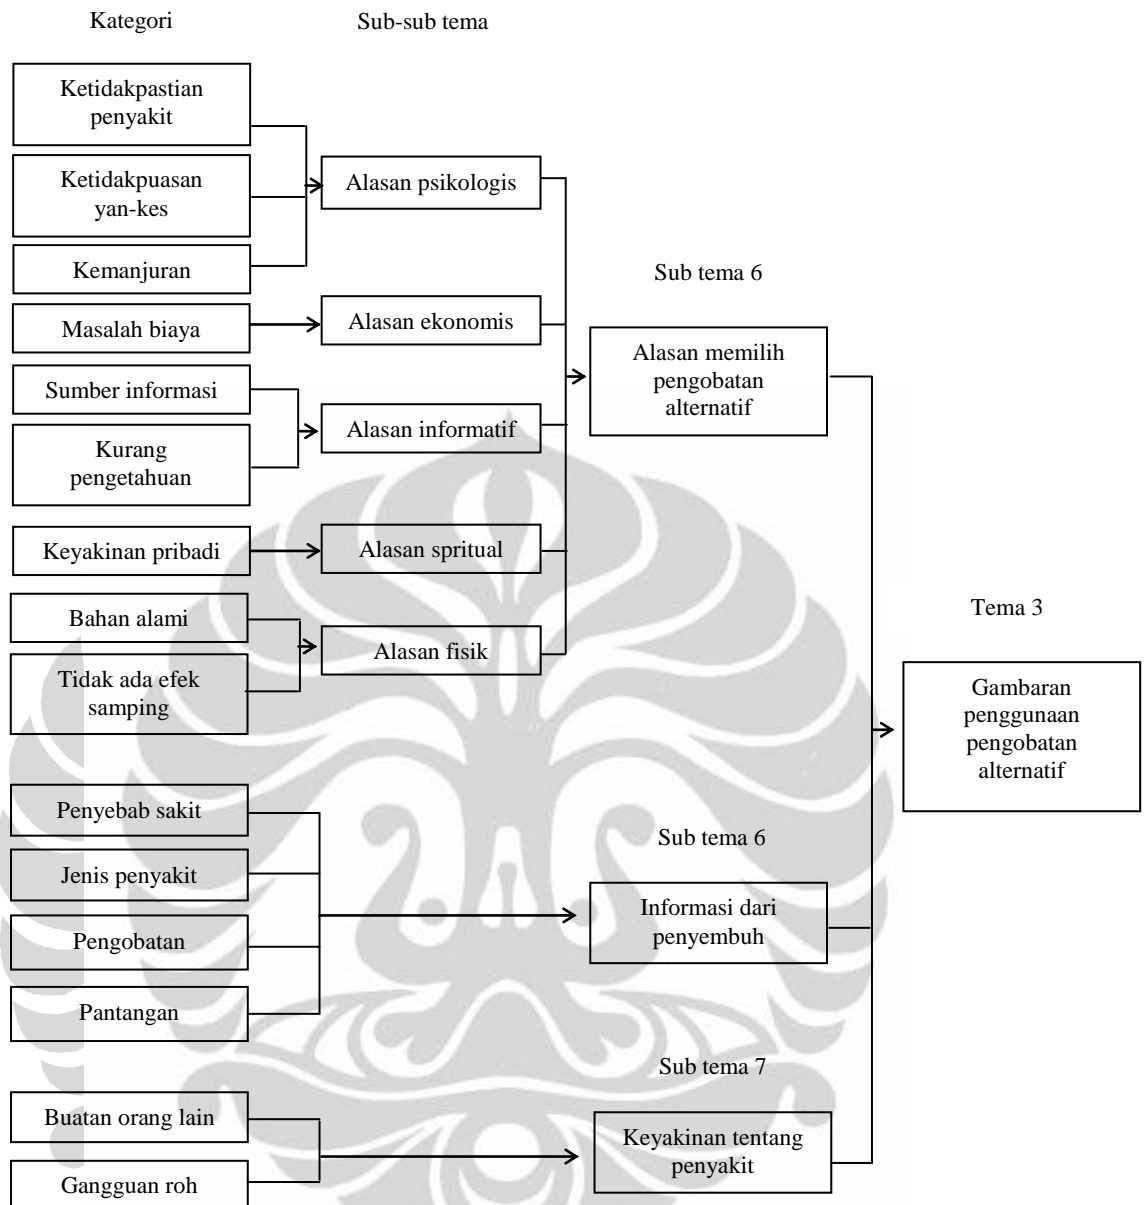 Kategori
Sub-sub tema
Ketidakpastian
penyakit
Ketidakpuasan
yan-kes
Kemanjuran
Alasan psikologis
Masalah biaya
Alasan ekonomis
Sumber informasi
Kurang
pengetahuan
Alasan informatif
Keyakinan pribadi
Alasan spritual
Bahan alami
Tidak ada efek
samping
Alasan fisik
Sub tema 6
Alasan memilih
pengobatan
alternatif
Penyebab sakit
Jenis penyakit
Pengobatan
Pantangan
Sub tema 6
Informasi dari
penyembuh
Buatan orang lain
Gangguan roh
Sub tema 7
Keyakinan tentang
penyakit
Tema 3
Gambaran
penggunaan
pengobatan
alternatif